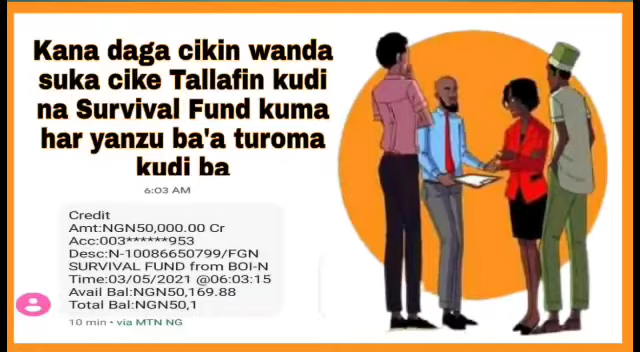 Kana daga cikin wanda
suka cike Tallafin kudi
na Survival Fund kuma
har yanzu ba'a turoma
kudi ba
6:03 AM
Credit
Amt:NGN50,000.00 Cr
Acc:003******953
Desc:N-10086650799/FGN
SURVIVAL FUND from BOI-N
Time:03/05/2021 @06:03:15
Avail Bal:NGN50,169.88
Total Bal:NGN50,1
10 min • via MTN NG